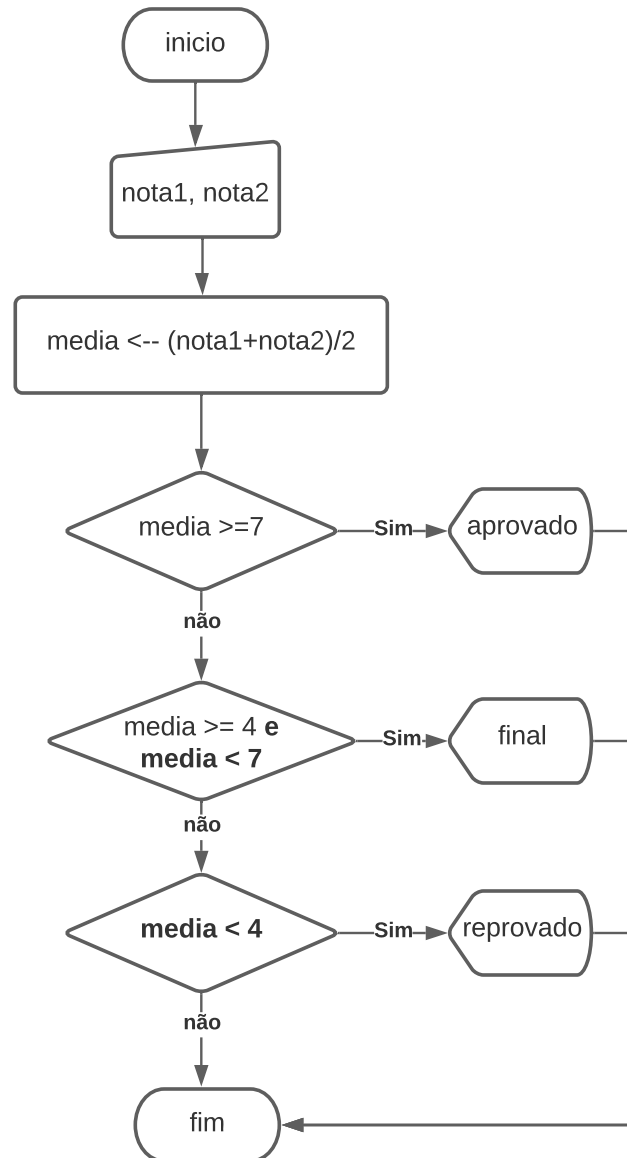 inicio
nota1, nota2
media <-- (nota1+nota2)/2
media >=7
Sim
aprovado
não
media >= 4 e
media < 7
Sim
final
não
media < 4
Sim
reprovado
não
fim